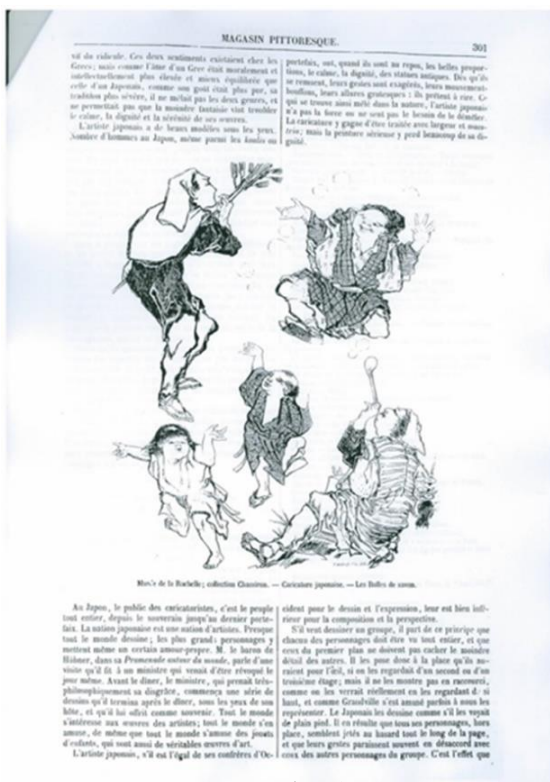 MAGASIN PITTORESQUE.
301
tif du ridicule. Ces deux sentiments existaient chez les
Grecs; mais comme l'âme d'un Grec était moralement et
intellectuellement plus élevée et mieux équilibrée que
celle d'un Japonais, comme son goût était plus pur, sa
tradition plus sévère, il ne mêlait pas les deux genres, et
ne permettait pas que la moindre fantaisie vînt troubler
le calme, la dignité et la sérénité de ses œuvres.
L'artiste japonais a de beaux modèles sous les yeux.
Nombre d'hommes au Japon, même parmi les koulis ou
portefaix, ont, quand ils sont au repos, les belles propor-
tions, le calme, la dignité, des statues antiques. Dès qu'ils
se remuent, leurs gestes sont exagérés, leurs mouvements
bouffons, leurs allures grotesques : ils prêtent à rire. Ce
qui se trouve ainsi mêlé dans la nature, l'artiste japonais
n'a pas la force ou ne sent pas le besoin de le démêler.
La caricature y gagne d'être traitée avec largeur et
mais la peinture sérieuse y perd beaucoup de sa di-
gnité.
Musée de la Rochelle; collection Chassiron. — Caricature japonaise. — Les Bulles de savon.
Au Japon, le public des caricaturistes, c'est le peuple
tout entier, depuis le souverain jusqu'au dernier porte-
faix. La nation japonaise est une nation d'artistes. Presque
tout le monde dessine; les plus grands personnages y
mettent même un certain amour-propre. M. le baron de
Hübner, dans sa Promenade autour du monde, parle d'une
visite qu'il fit à un ministre qui venait d'être révoqué le
jour même. Avant le dîner, le ministre, qui prenait très-
philosophiquement sa disgrâce, commença une série de
dessins qu'il termina après le dîner, sous les yeux de son
hôte, et qu'il lui offrit comme souvenir. Tout le monde
s'intéresse aux œuvres des artistes; tout le monde s'en
amuse, de même que tout le monde s'amuse des jouets
d'enfants, qui sont aussi de véritables œuvres d'art.
L'artiste japonais, s'il est l'égal de ses confrères d'Oc-
cident pour le dessin et l'expression, leur est bien infé-
rieur pour la composition et la perspective.
S'il veut dessiner un groupe, il part de ce principe que
chacun des personnages doit être vu tout entier, et que
ceux du premier plan ne doivent pas cacher le moindre
détail des autres. Il les pose donc à la place qu'ils au-
raient pour l'œil, si on les regardait d'un second ou d'un
troisième étage; mais il ne les montre pas en raccourci,
comme on les verrait réellement en les regardant de si
haut, et comme Grandville s'est amusé parfois à nous les
représenter. Le Japonais les dessine comme s'il les voyait
de plain pied. Il en résulte que tous ses personnages, hors
place, semblent jetés au hasard tout le long de la page,
et que leurs gestes paraissent souvent en désaccord avec
ceux des autres personnages du groupe. C'est l'effet que